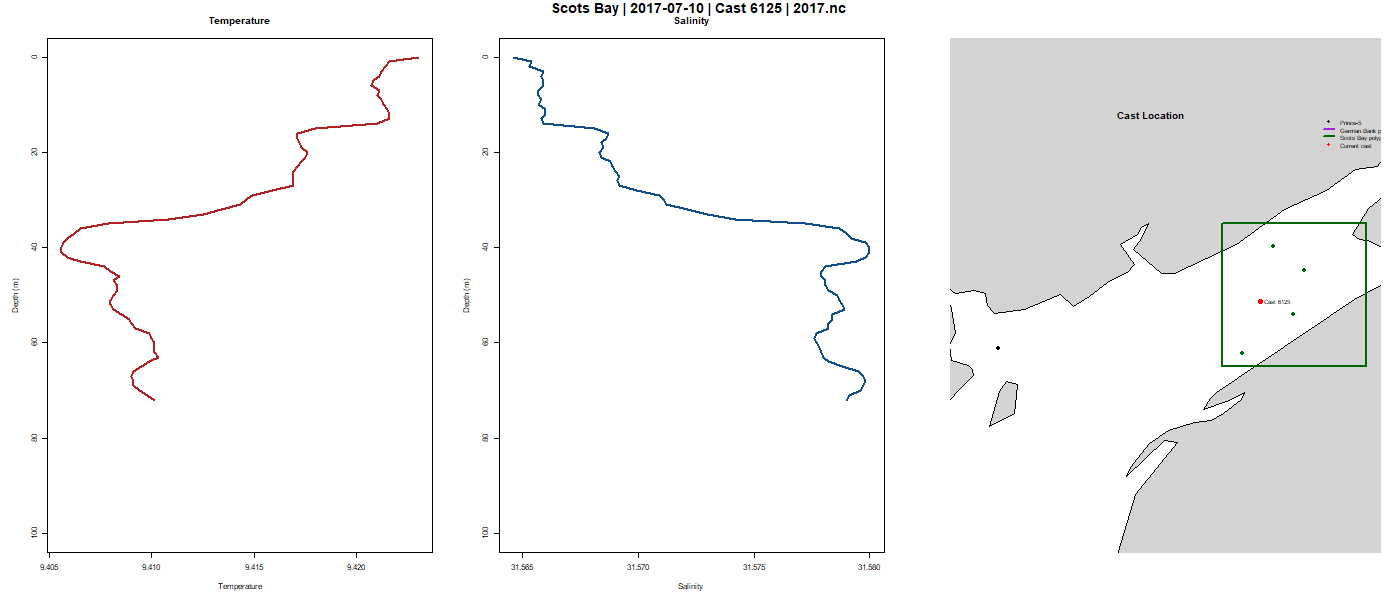 Scots Bay | 2017-07-10 | Cast 6125 | 2017.nc
Temperature
Depth (m)
0
20
40
60
80
100
9.405
9.410
9.415
9.420
Temperature
Salinity
Depth (m)
0
20
40
60
80
100
31.565
31.570
31.575
31.580
Salinity
Cast Location
Prince-5
German Bank p
Scots Bay polyg
Current cast
Cast 6125